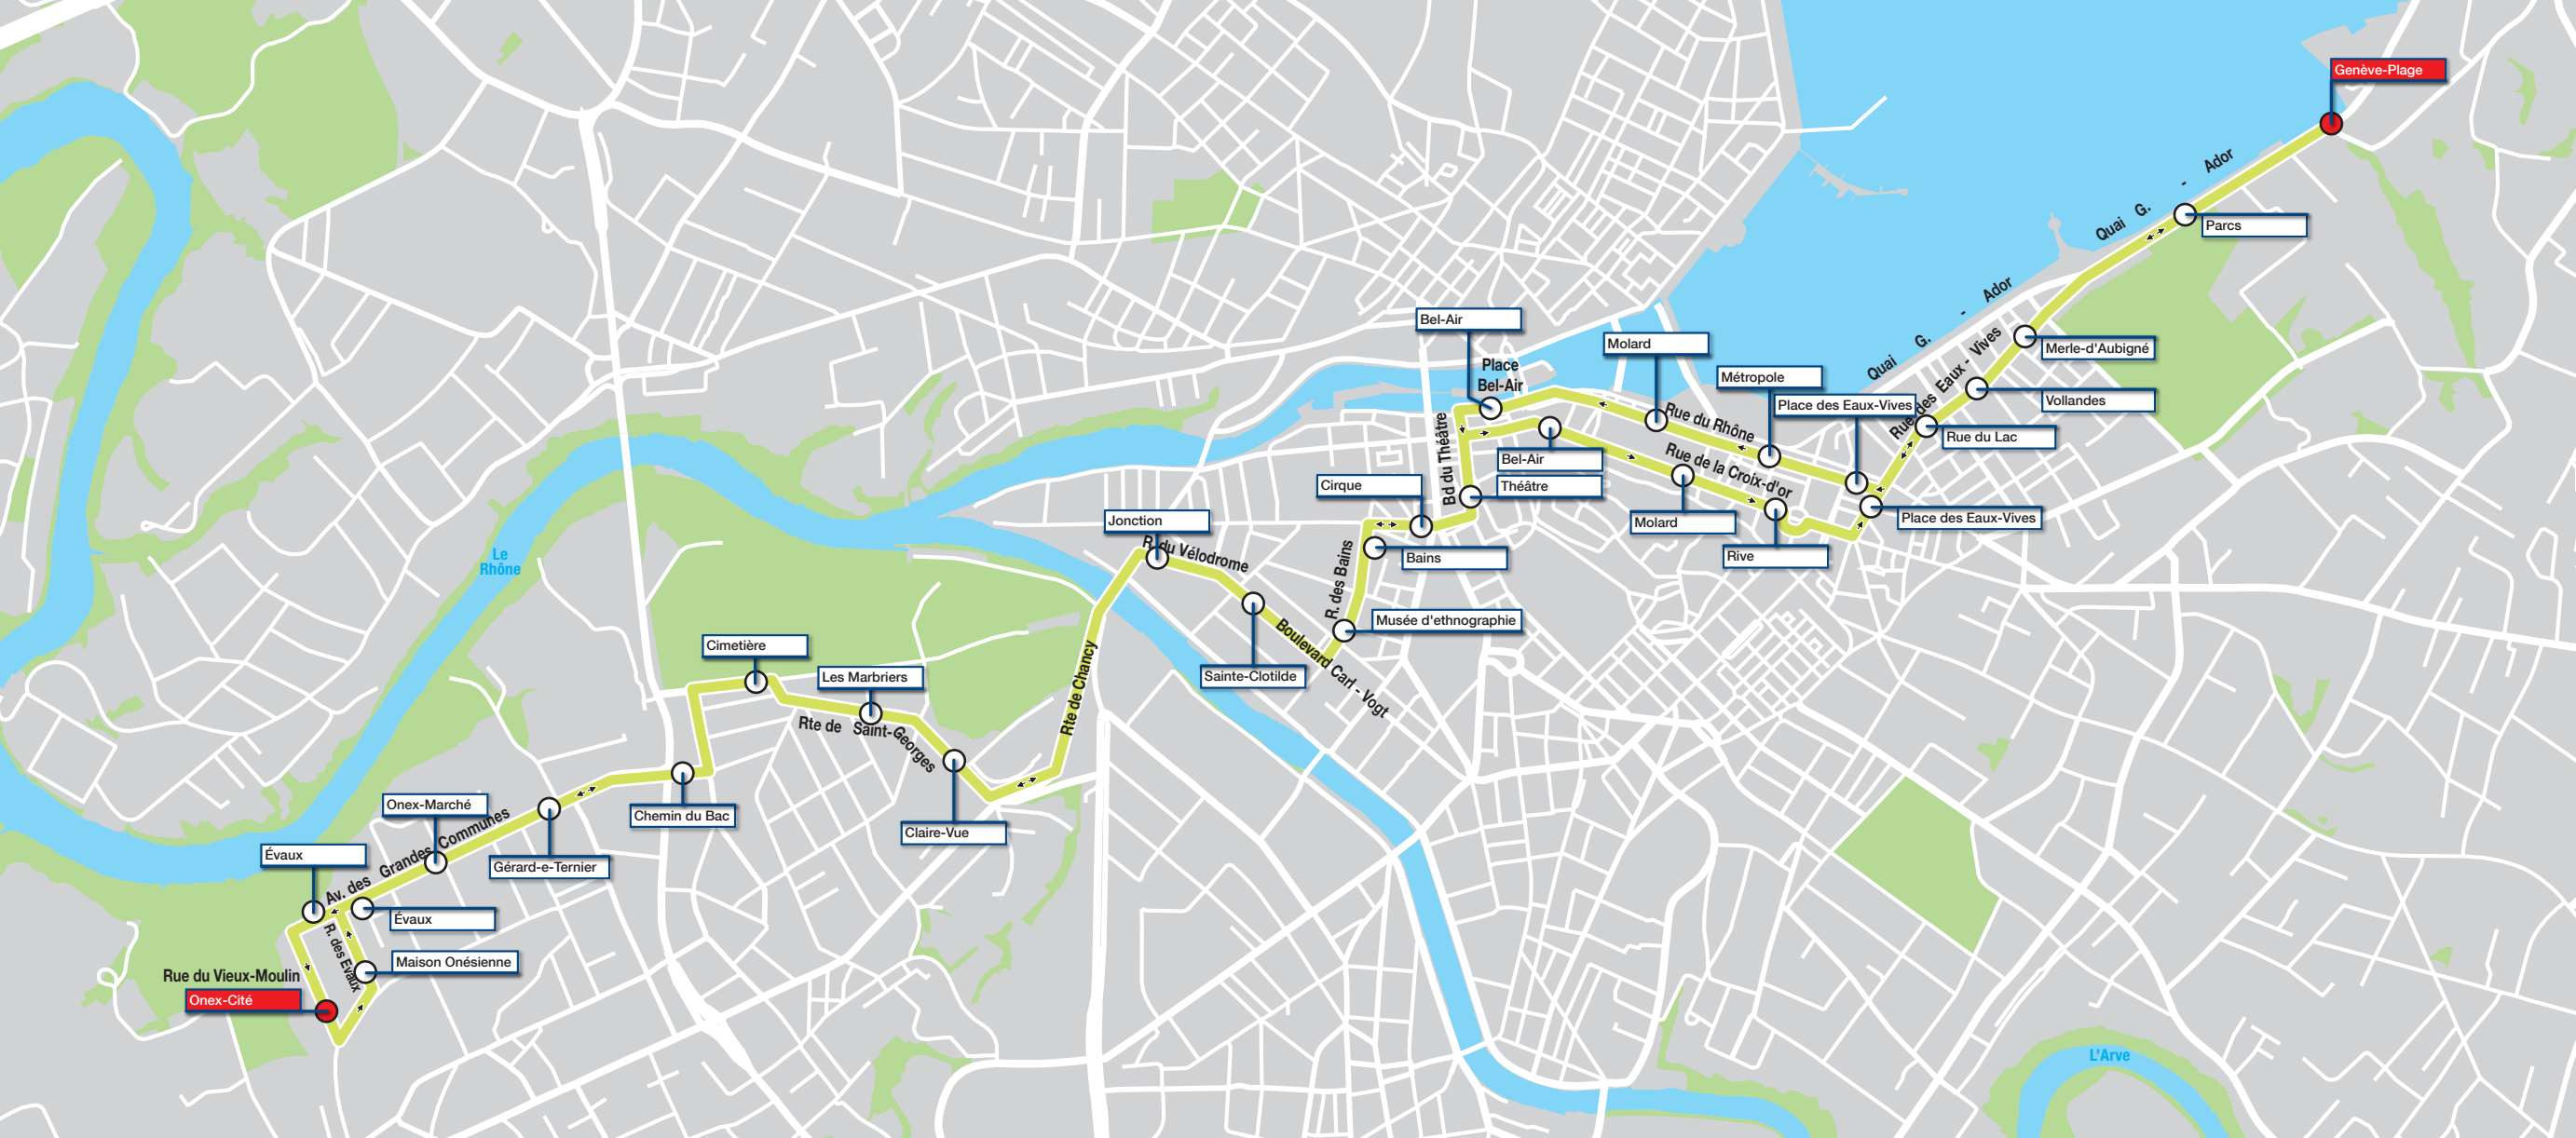 Genève-Plage
Quai G. - Ador
Parcs
Quai G. - Ador
Bel-Air
Place
Bel-Air
Molard
Merle-d'Aubigné
Métropole
Rue des Eaux - Vives
Vollandes
Place des Eaux-Vives
Rue du Rhône
Rue du Lac
Bd du Théâtre
Bel-Air
Rue de la Croix-d'or
Cirque
Théâtre
Molard
Place des Eaux-Vives
Rive
Jonction
R. du Vélodrome
Bains
R. des Bains
Le
Rhône
Musée d'ethnographie
Boulevard Carl - Vogt
Sainte-Clotilde
Cimetière
Les Marbriers
Rte de Chancy
Rte de Saint-Georges
Onex-Marché
Chemin du Bac
Claire-Vue
Av. des Grandes Communes
Évaux
Gérard-e-Ternier
Évaux
R. des Evaux
Maison Onésienne
Rue du Vieux-Moulin
Onex-Cité
L'Arve